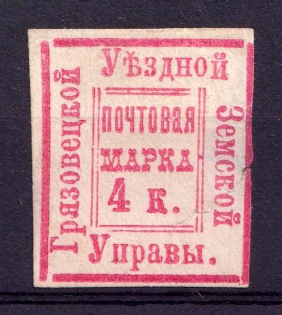 Грязовецкой
Уѣздной
Земской
Управы.
ПОЧТОВАЯ
МАРКА
4 к.